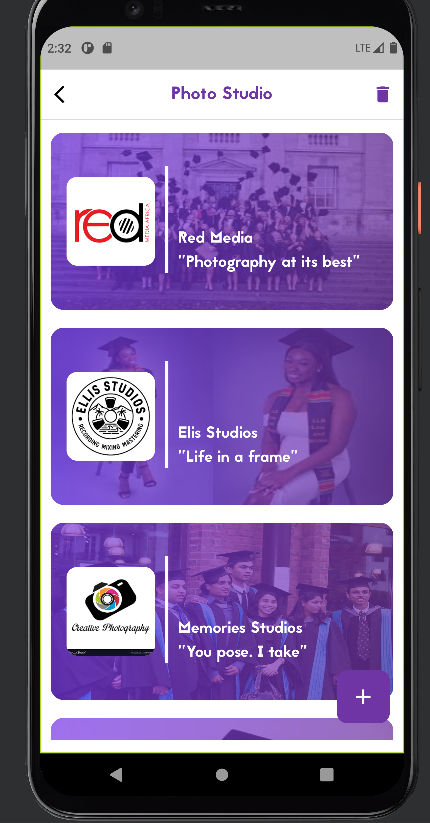 2:32
LTE
Photo Studio
red
MEDIA AFRICA
Red Media
"Photography at its best"
ELLIS STUDIOS
RECORDING MIXING MASTERING
Elis Studios
"Life in a frame"
Creative Photography
Memories Studios
"You pose. I take"